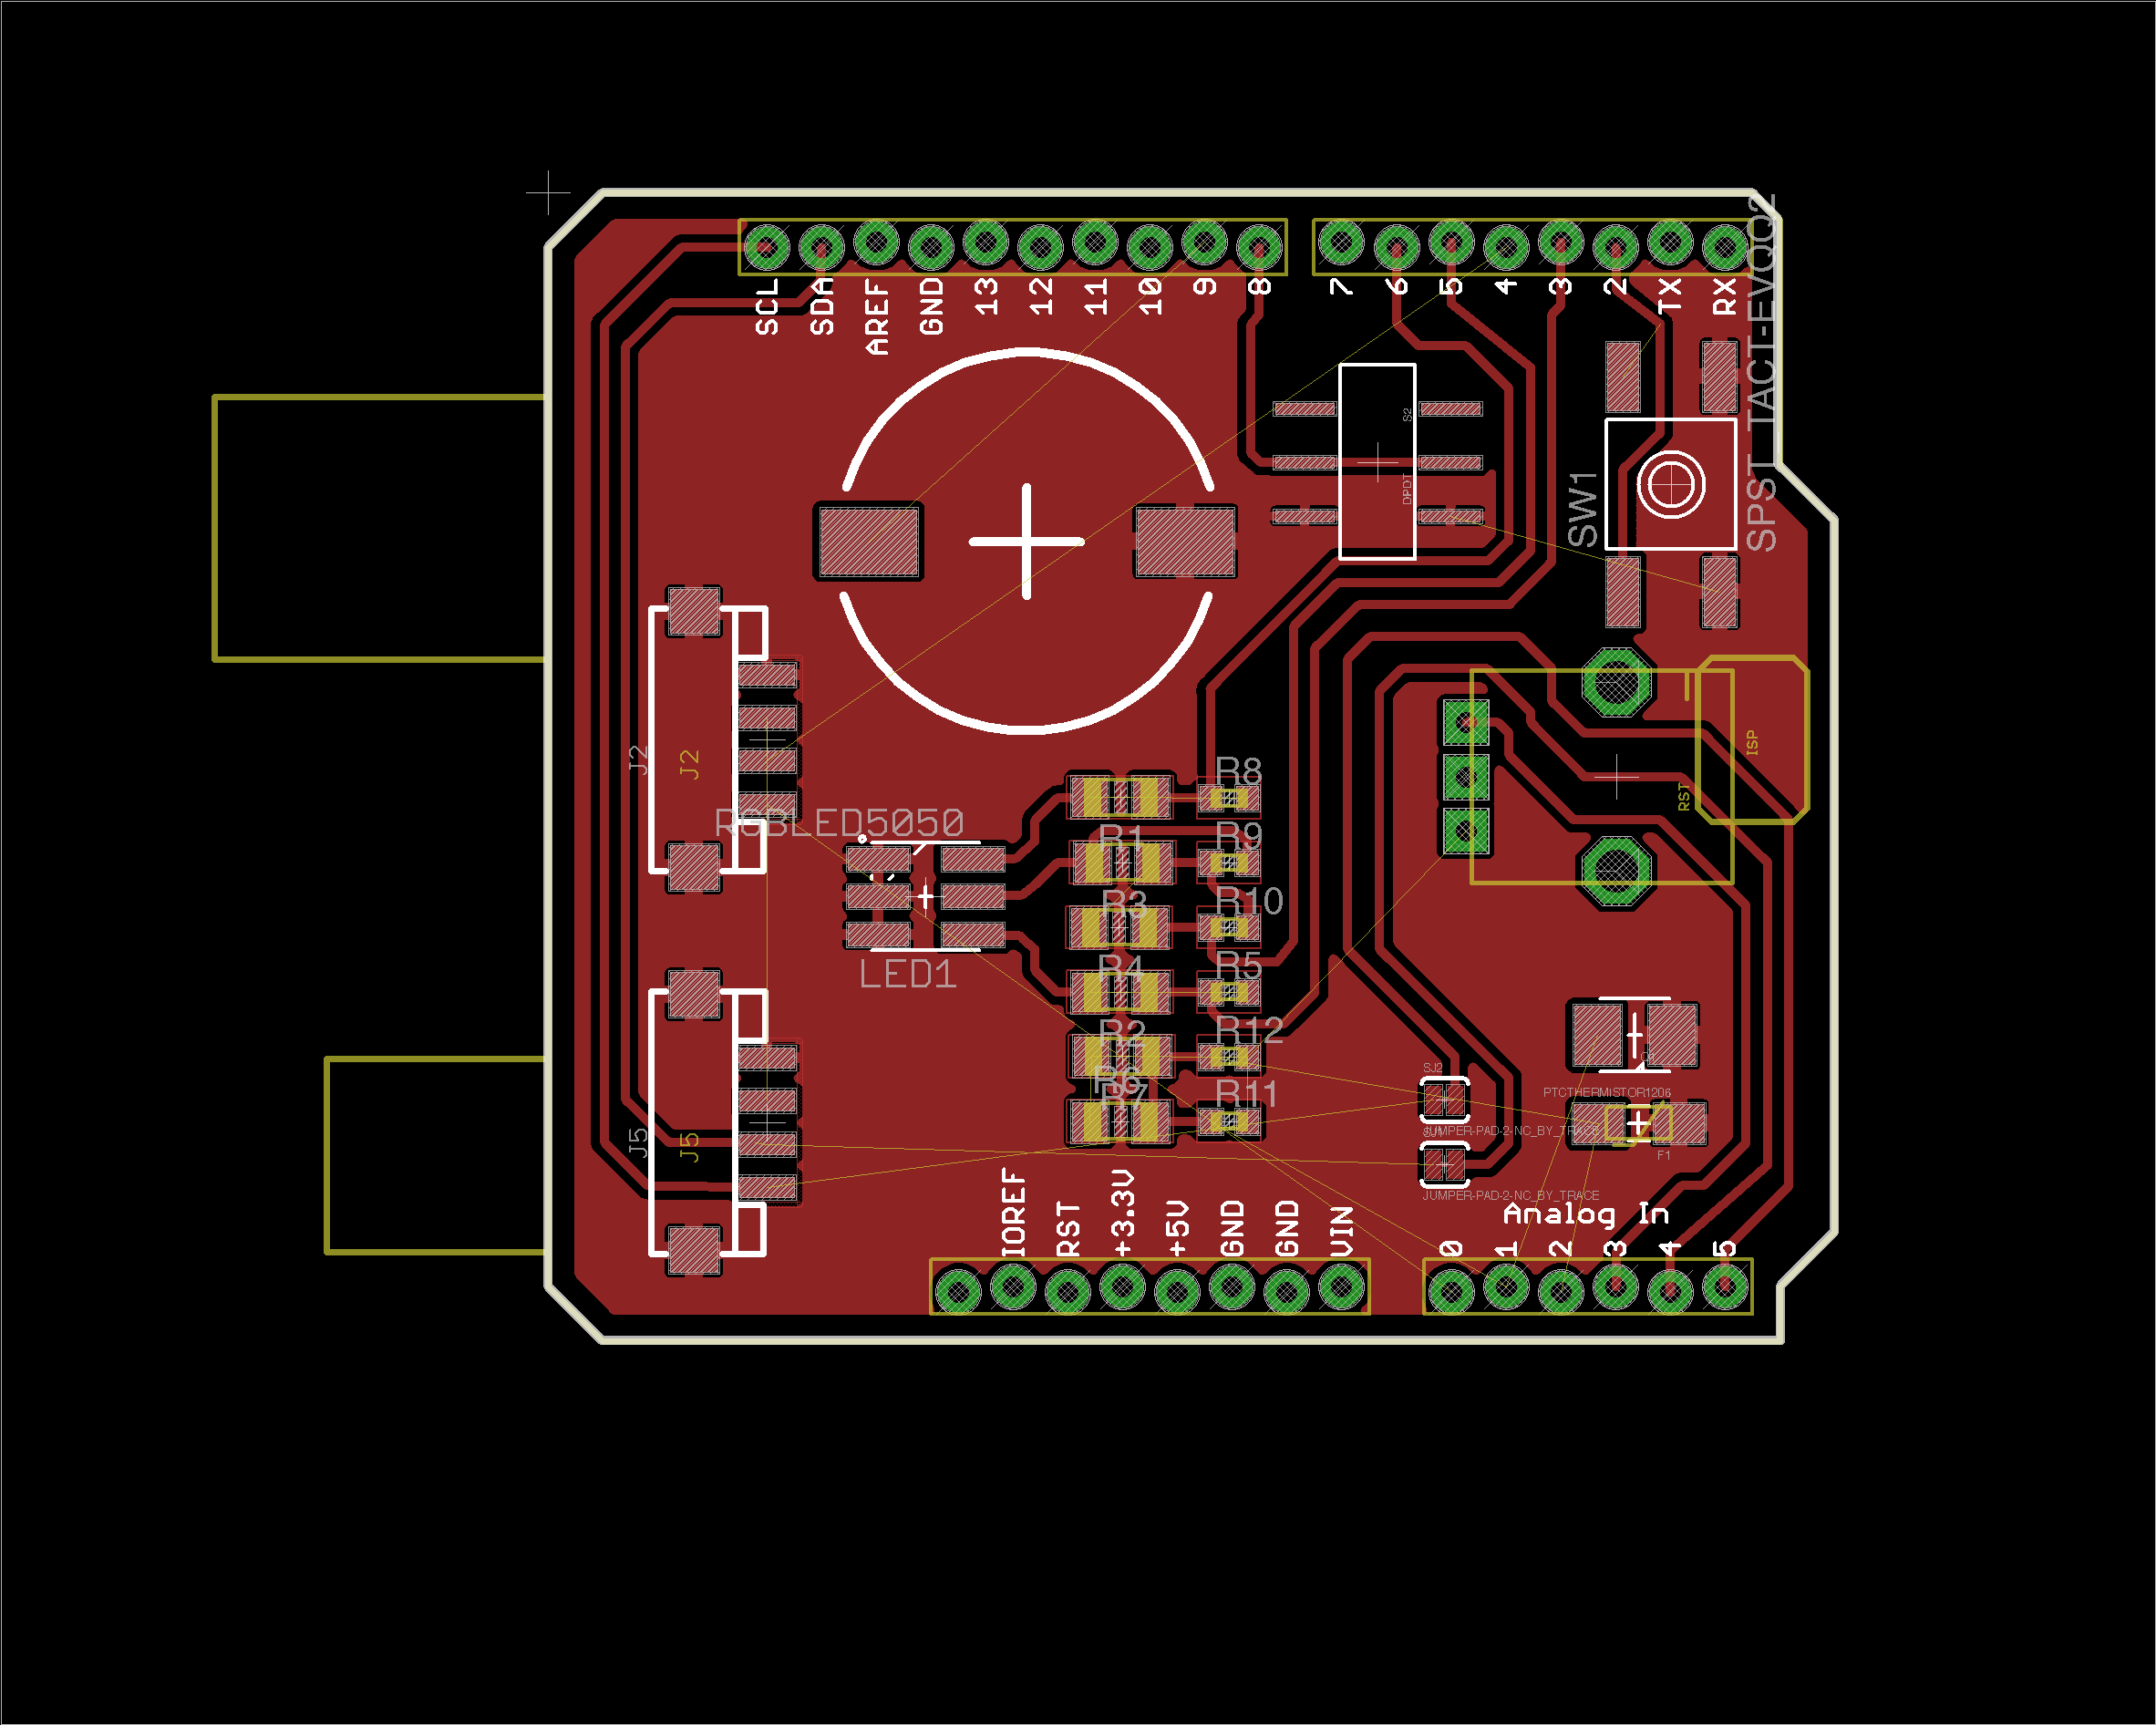 SCL
SDA
AREF
GND
13
12
11
10
9
8
7
6
5
4
3
2
TX
RX
SPST TACT-EVQQ2
S2
DPDT
SW1
J2
J2
ISP
RST
R8
RGBLED5050
R1
R9
R3
R10
LED1
R4
R5
R2
R12
R6
R7
R11
SJ2
JUMPER-PAD-2-NC_BY_TRACE
SJ1
JUMPER-PAD-2-NC_BY_TRACE
PTCTHERMISTOR1206
F1
J5
J5
IOREF
RST
+3.3V
+5V
GND
GND
VIN
Analog In
0
1
2
3
4
5